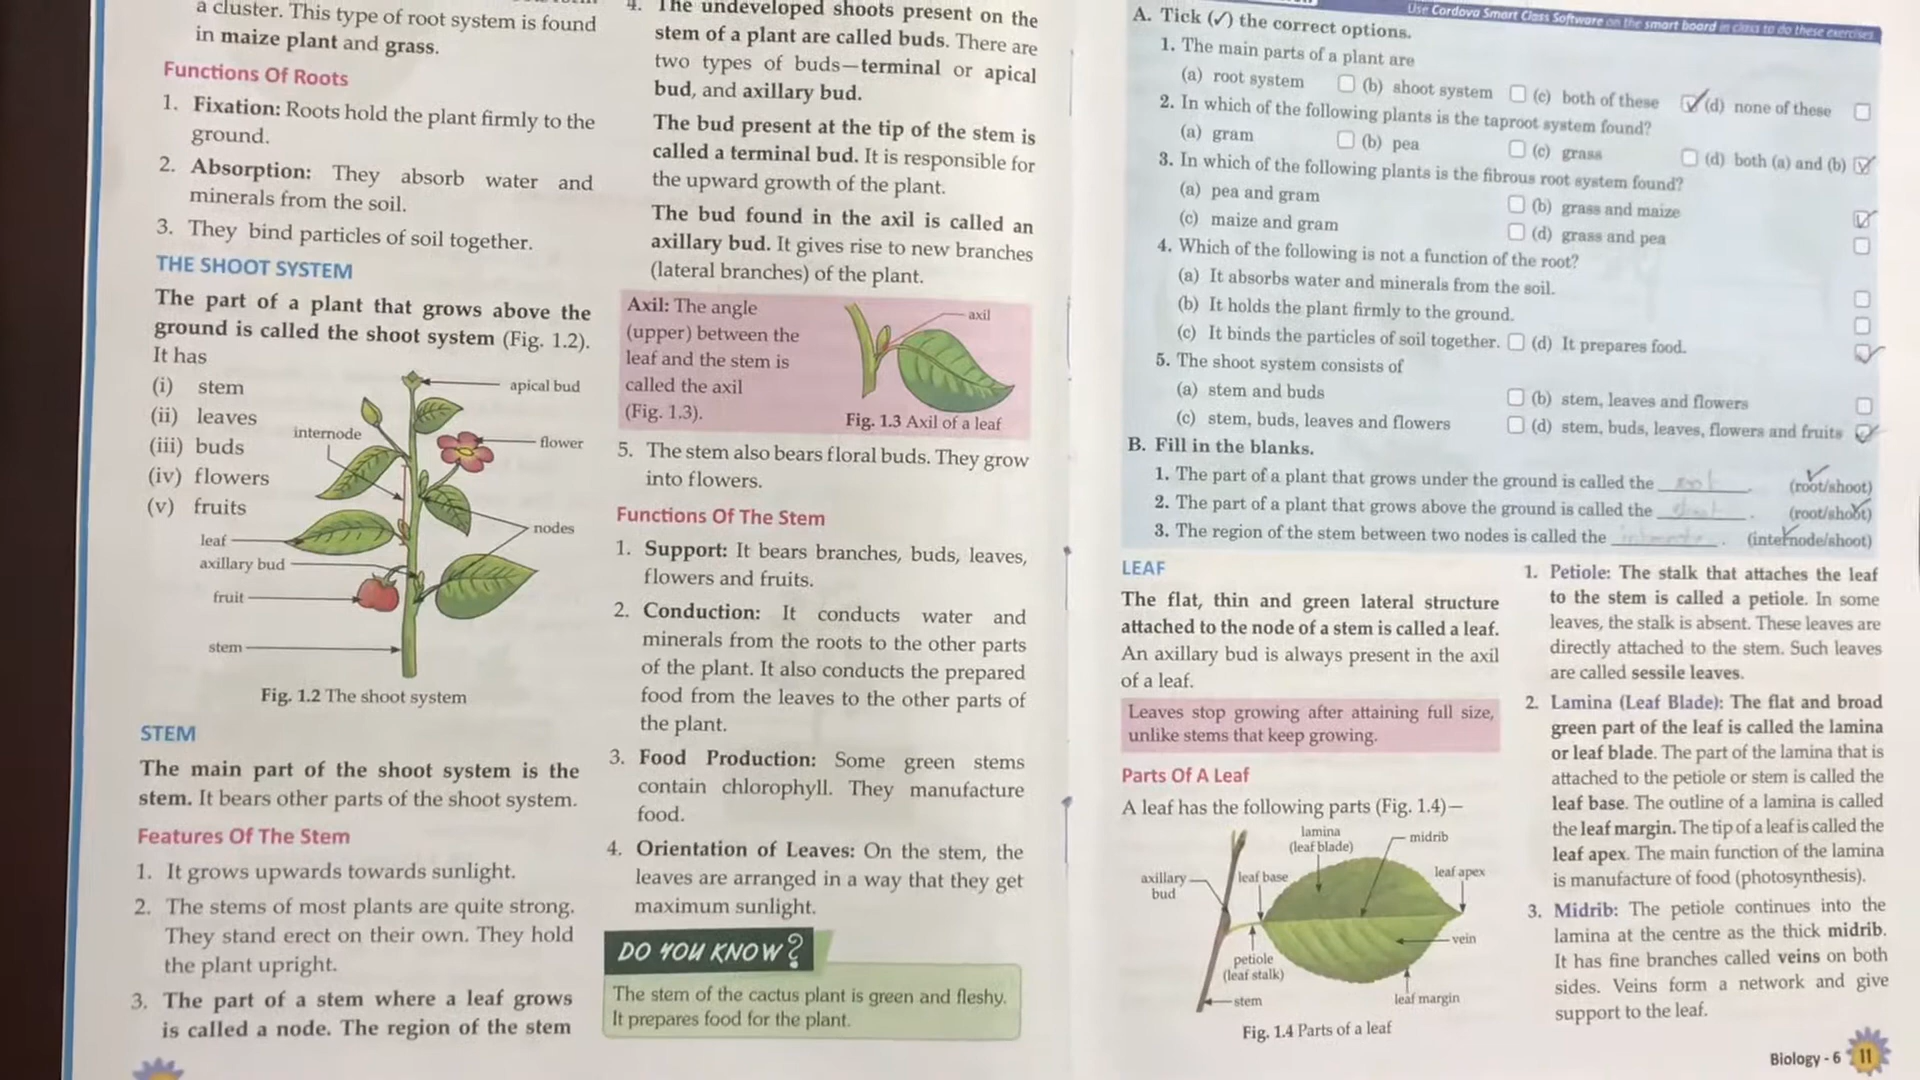 a cluster. This type of root system is found
in maize plant and grass.
Functions Of Roots
1. Fixation: Roots hold the plant firmly to the
ground.
2. Absorption: They absorb water and
minerals from the soil.
3. They bind particles of soil together.
THE SHOOT SYSTEM
The part of a plant that grows above the
ground is called the shoot system (Fig. 1.2).
It has
(i) stem
(ii) leaves
(iii) buds
(iv) flowers
(v) fruits
apical bud
internode
flower
nodes
leaf
axillary bud
fruit
stem
Fig. 1.2 The shoot system
STEM
The main part of the shoot system is the
stem. It bears other parts of the shoot system.
Features Of The Stem
1. It grows upwards towards sunlight.
2. The stems of most plants are quite strong.
They stand erect on their own. They hold
the plant upright.
3. The part of a stem where a leaf grows
is called a node. The region of the stem
4. The undeveloped shoots present on the
stem of a plant are called buds. There are
two types of buds—terminal or apical
bud, and axillary bud.
The bud present at the tip of the stem is
called a terminal bud. It is responsible for
the upward growth of the plant.
The bud found in the axil is called an
axillary bud. It gives rise to new branches
(lateral branches) of the plant.
Axil: The angle
(upper) between the
leaf and the stem is
called the axil
(Fig. 1.3).
axil
Fig. 1.3 Axil of a leaf
5. The stem also bears floral buds. They grow
into flowers.
Functions Of The Stem
1. Support: It bears branches, buds, leaves,
flowers and fruits.
2. Conduction: It conducts water and
minerals from the roots to the other parts
of the plant. It also conducts the prepared
food from the leaves to the other parts of
the plant.
3. Food Production: Some green stems
contain chlorophyll. They manufacture
food.
4. Orientation of Leaves: On the stem, the
leaves are arranged in a way that they get
maximum sunlight.
DO YOU KNOW?
The stem of the cactus plant is green and fleshy.
It prepares food for the plant.
Use Cordova Smart Class Software on the smart board in class to do these exercises
A. Tick (✓) the correct options.
1. The main parts of a plant are
(a) root system (b) shoot system (c) both of these ✓ (d) none of these
2. In which of the following plants is the taproot system found?
(a) gram (b) pea (c) grass (d) both (a) and (b) ✓
3. In which of the following plants is the fibrous root system found?
(a) pea and gram (b) grass and maize ✓
(c) maize and gram (d) grass and pea
4. Which of the following is not a function of the root?
(a) It absorbs water and minerals from the soil.
(b) It holds the plant firmly to the ground.
(c) It binds the particles of soil together. (d) It prepares food. ✓
5. The shoot system consists of
(a) stem and buds (b) stem, leaves and flowers
(c) stem, buds, leaves and flowers (d) stem, buds, leaves, flowers and fruits ✓
B. Fill in the blanks.
1. The part of a plant that grows under the ground is called the root. (root/shoot)
2. The part of a plant that grows above the ground is called the . (root/shoot)
3. The region of the stem between two nodes is called the . (internode/shoot)
LEAF
The flat, thin and green lateral structure
attached to the node of a stem is called a leaf.
An axillary bud is always present in the axil
of a leaf.
Leaves stop growing after attaining full size,
unlike stems that keep growing.
Parts Of A Leaf
A leaf has the following parts (Fig. 1.4)—
lamina
(leaf blade)
midrib
axillary
bud
leaf base
leaf apex
vein
petiole
(leaf stalk)
stem
leaf margin
Fig. 1.4 Parts of a leaf
1. Petiole: The stalk that attaches the leaf
to the stem is called a petiole. In some
leaves, the stalk is absent. These leaves are
directly attached to the stem. Such leaves
are called sessile leaves.
2. Lamina (Leaf Blade): The flat and broad
green part of the leaf is called the lamina
or leaf blade. The part of the lamina that is
attached to the petiole or stem is called the
leaf base. The outline of a lamina is called
the leaf margin. The tip of a leaf is called the
leaf apex. The main function of the lamina
is manufacture of food (photosynthesis).
3. Midrib: The petiole continues into the
lamina at the centre as the thick midrib.
It has fine branches called veins on both
sides. Veins form a network and give
support to the leaf.
Biology - 6 11